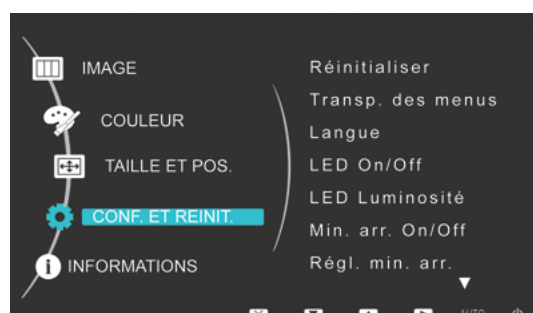 IMAGE
COULEUR
TAILLE ET POS.
CONF. ET REINIT.
INFORMATIONS
Réinitialiser
Transp. des menus
Langue
LED On/Off
LED Luminosité
Min. arr. On/Off
Régl. min. arr.
AUTO